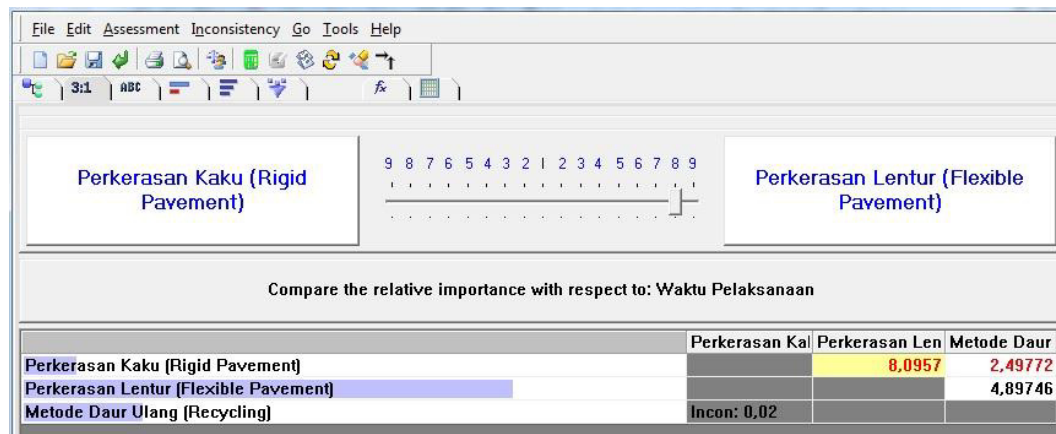 File Edit Assessment Inconsistency Go Tools Help
3:1 ABC fx
Perkerasan Kaku (Rigid
Pavement)
9 8 7 6 5 4 3 2 1 2 3 4 5 6 7 8 9
Perkerasan Lentur (Flexible
Pavement)
Compare the relative importance with respect to: Waktu Pelaksanaan
Perkerasan Kal Perkerasan Len Metode Daur
Perkerasan Kaku (Rigid Pavement) 8,0957 2,49772
Perkerasan Lentur (Flexible Pavement) 4,89746
Metode Daur Ulang (Recycling) Incon: 0,02